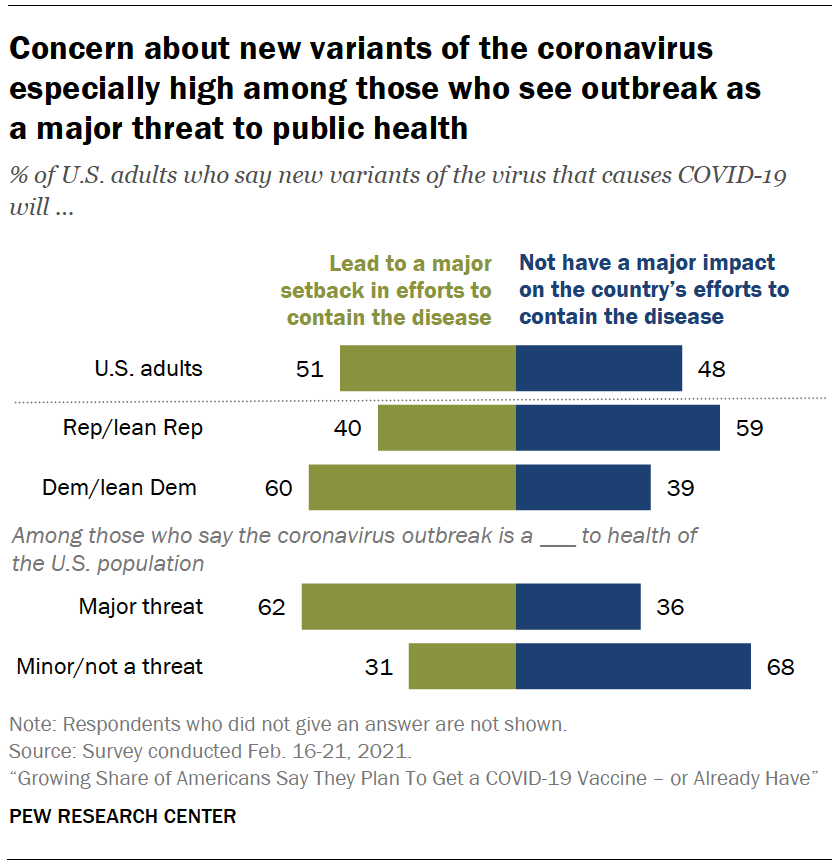 Concern about new variants of the coronavirus
especially high among those who see outbreak as
a major threat to public health
% of U.S. adults who say new variants of the virus that causes COVID-19
will ...
Lead to a major
setback in efforts to
contain the disease
Not have a major impact
on the country's efforts to
contain the disease
U.S. adults 51 48
Rep/lean Rep 40 59
Dem/lean Dem 60 39
Among those who say the coronavirus outbreak is a ___ to health of
the U.S. population
Major threat 62 36
Minor/not a threat 31 68
Note: Respondents who did not give an answer are not shown.
Source: Survey conducted Feb. 16-21, 2021.
“Growing Share of Americans Say They Plan To Get a COVID-19 Vaccine – or Already Have”
PEW RESEARCH CENTER